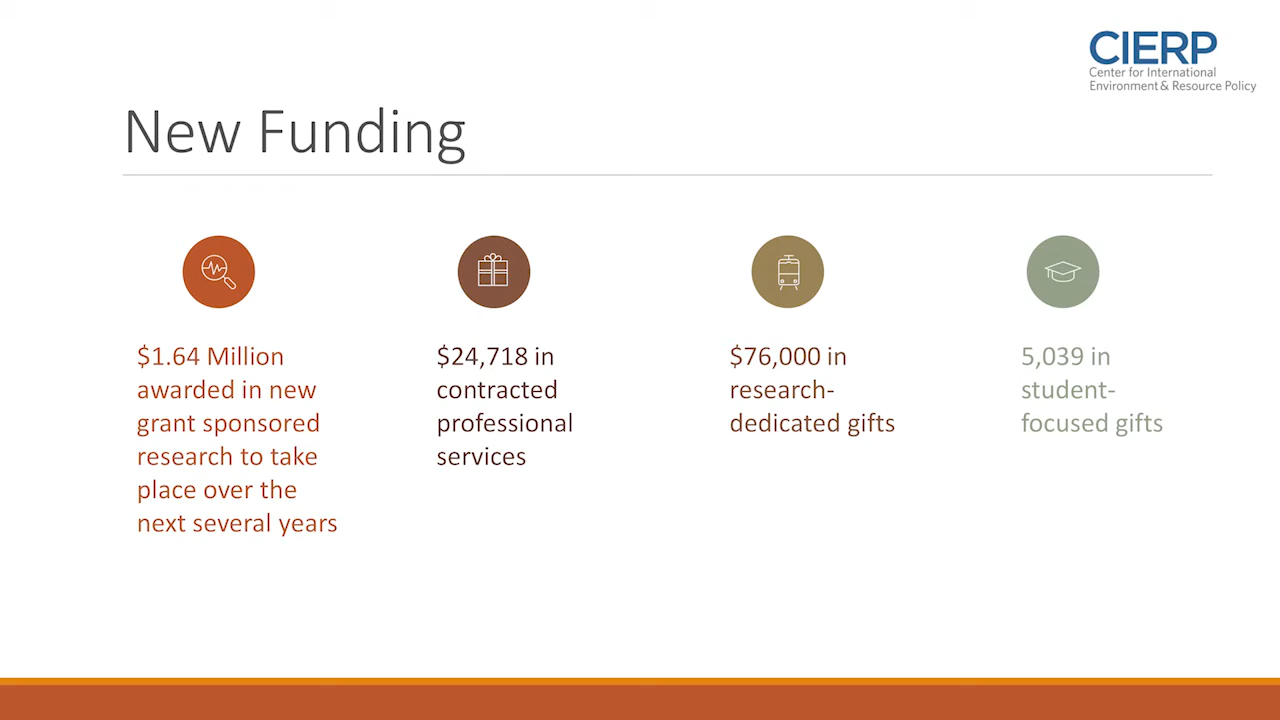 CIERP
Center for International
Environment & Resource Policy
New Funding
$1.64 Million
awarded in new
grant sponsored
research to take
place over the
next several years
$24,718 in
contracted
professional
services
$76,000 in
research-
dedicated gifts
5,039 in
student-
focused gifts